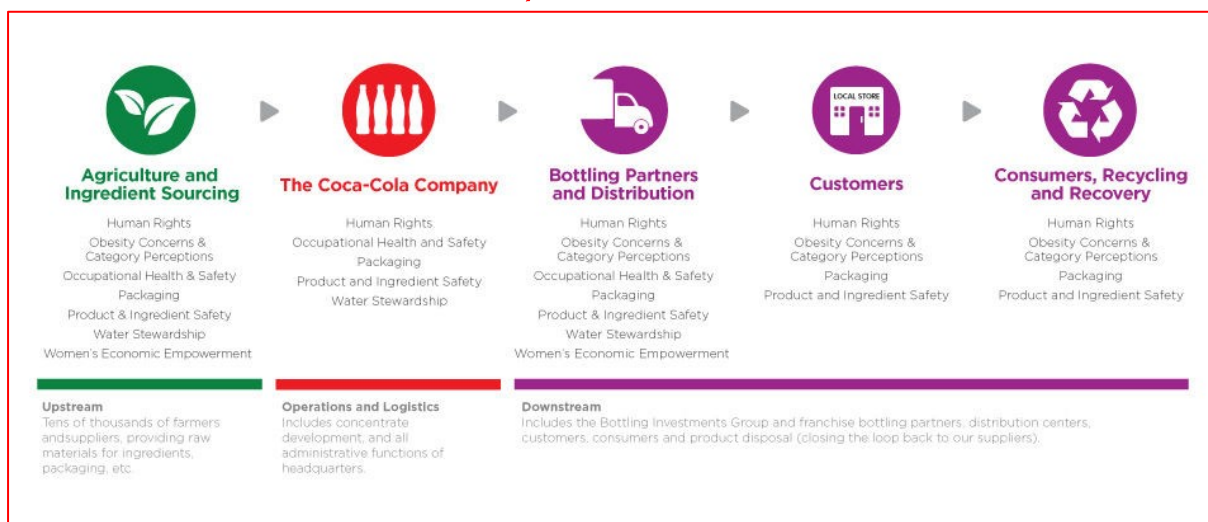 LOCAL STORE
Agriculture and
Ingredient Sourcing
Human Rights
Obesity Concerns &
Category Perceptions
Occupational Health & Safety
Packaging
Product & Ingredient Safety
Water Stewardship
Women's Economic Empowerment
The Coca-Cola Company
Human Rights
Occupational Health and Safety
Packaging
Product and Ingredient Safety
Water Stewardship
Bottling Partners
and Distribution
Human Rights
Obesity Concerns &
Category Perceptions
Occupational Health & Safety
Packaging
Product & Ingredient Safety
Water Stewardship
Women's Economic Empowerment
Customers
Human Rights
Obesity Concerns &
Category Perceptions
Packaging
Product and Ingredient Safety
Consumers, Recycling
and Recovery
Human Rights
Obesity Concerns &
Category Perceptions
Packaging
Product and Ingredient Safety
Upstream
Tens of thousands of farmers
andsuppliers, providing raw
materials for ingredients,
packaging, etc.
Operations and Logistics
Includes concentrate
development, and all
administrative functions of
headquarters.
Downstream
Includes the Bottling Investments Group and franchise bottling partners, distribution centers,
customers, consumers and product disposal (closing the loop back to our suppliers).